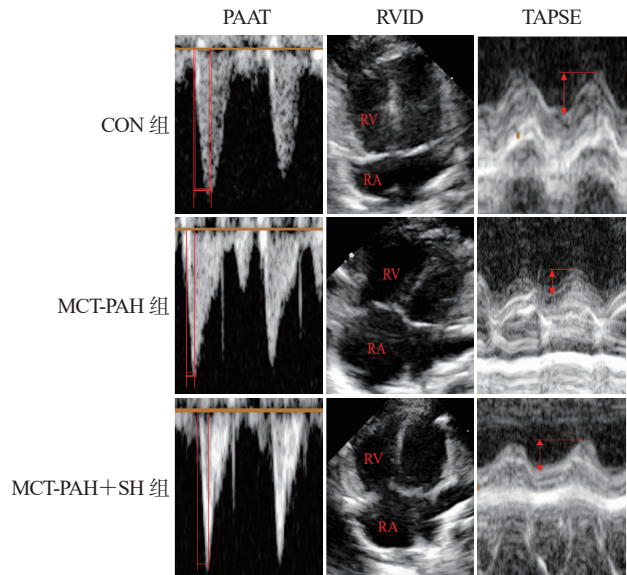 PAAT RVID TAPSE
CON 组
RV
RA
MCT-PAH 组
RV
RA
MCT-PAH＋SH 组
RV
RA